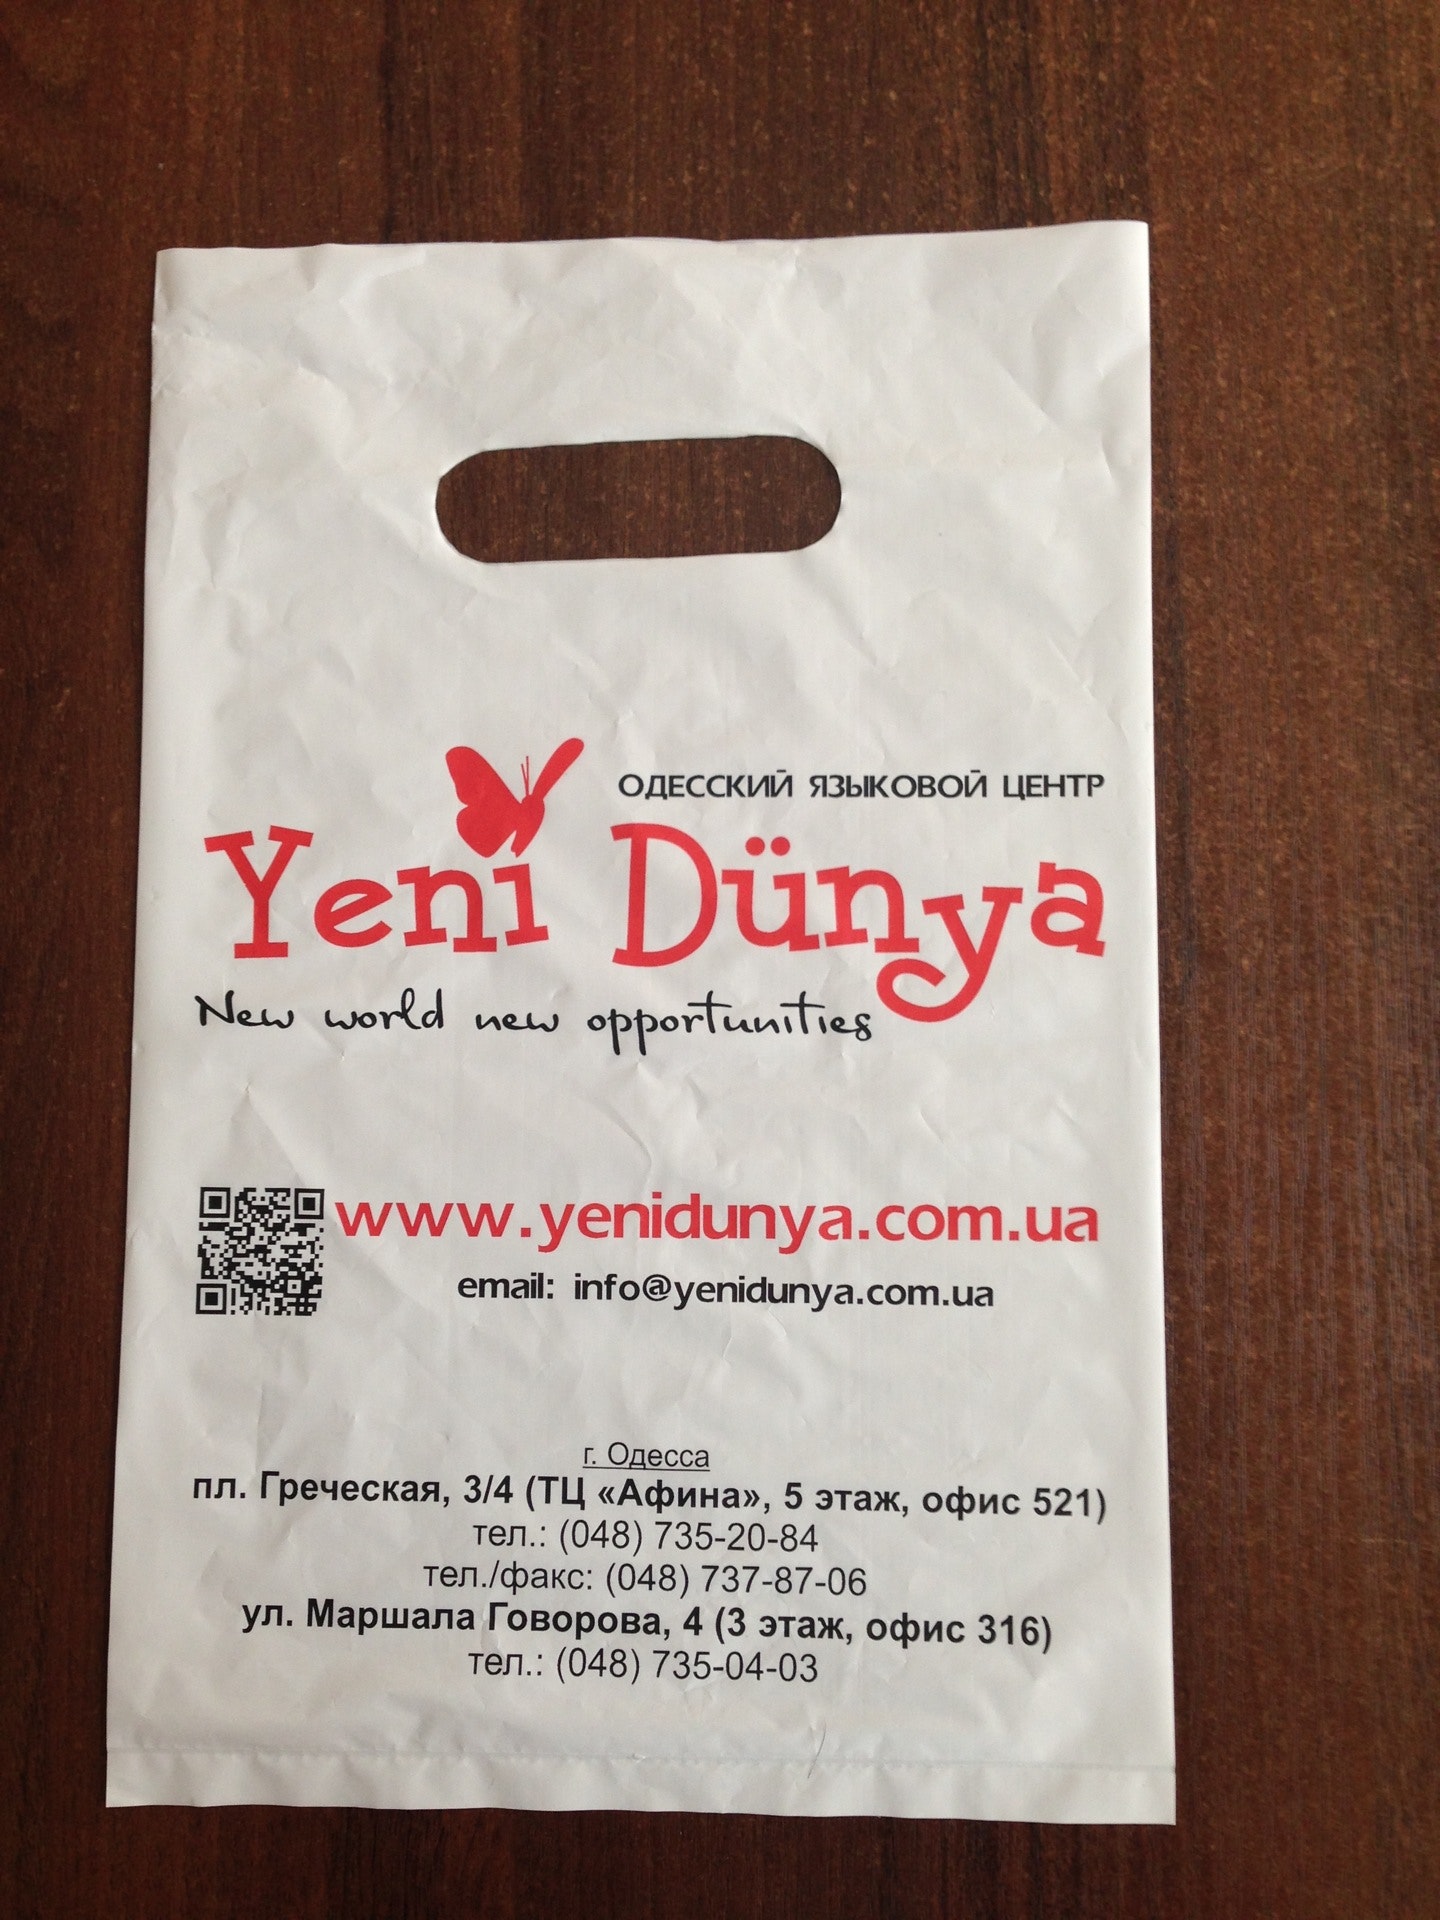 ОДЕССКИЙ ЯЗЫКОВОЙ ЦЕНТР
Yeni Dünya
New world new opportunities
www.yenidunya.com.ua
email: info@yenidunya.com.ua
г. Одесса
пл. Греческая, 3/4 (ТЦ «Афина», 5 этаж, офис 521)
тел.: (048) 735-20-84
тел./факс: (048) 737-87-06
ул. Маршала Говорова, 4 (3 этаж, офис 316)
тел.: (048) 735-04-03